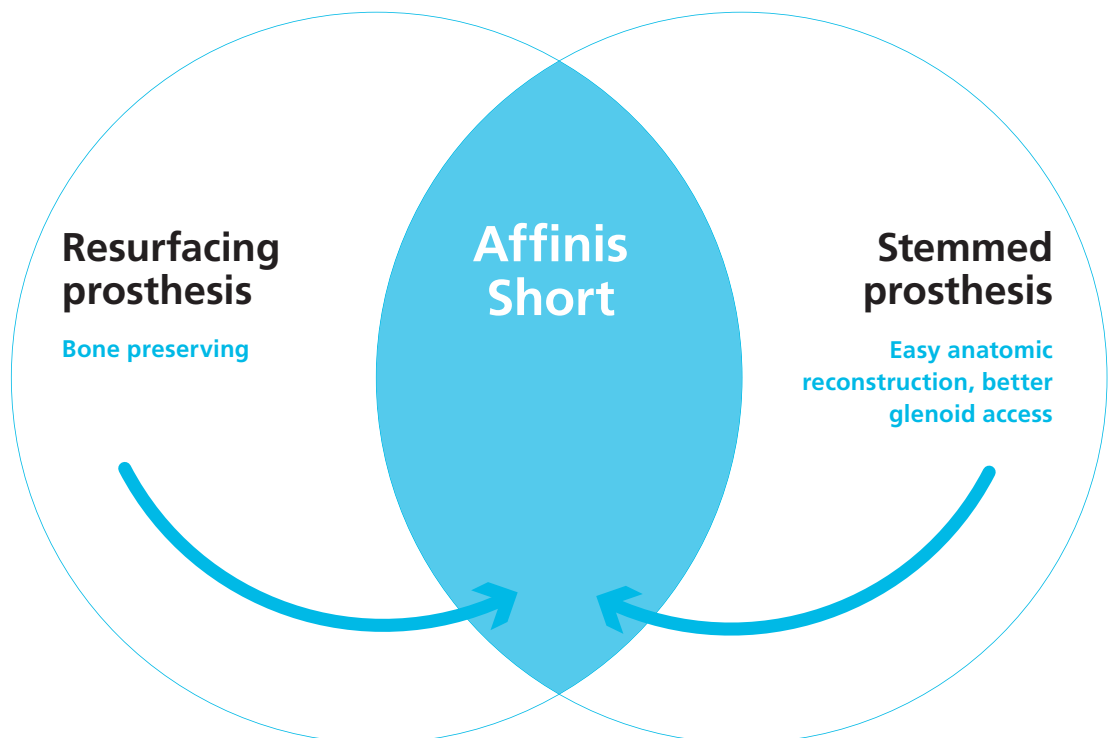 Resurfacing
prosthesis
Bone preserving
Affinis
Short
Stemmed
prosthesis
Easy anatomic
reconstruction, better
glenoid access